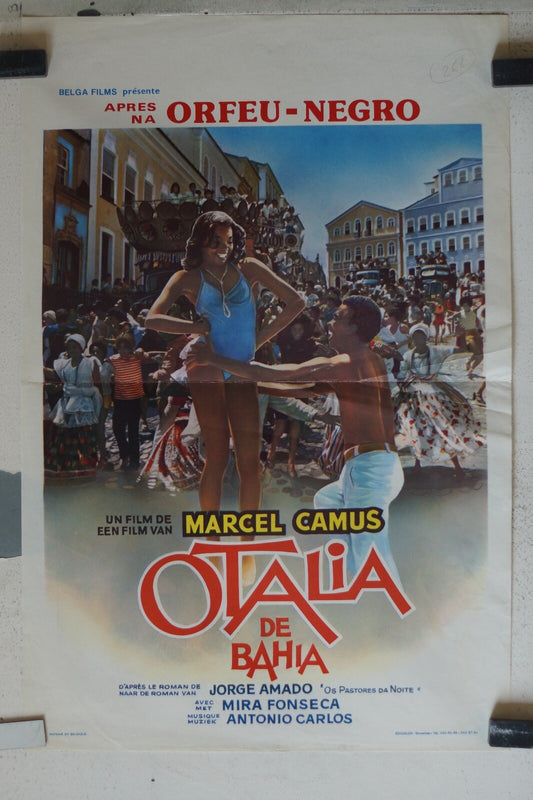 BELGA FILMS présente
APRES
NA
ORFEU-NEGRO
UN FILM DE
EEN FILM VAN
MARCEL CAMUS
OTALIA
DE
BAHIA
D'APRÈS LE ROMAN DE
NAAR DE ROMAN VAN
JORGE AMADO "OS PASTORES DA NOITE"
AVEC
MET
MIRA FONSECA
MUSIQUE
MUZIEK
ANTONIO CARLOS